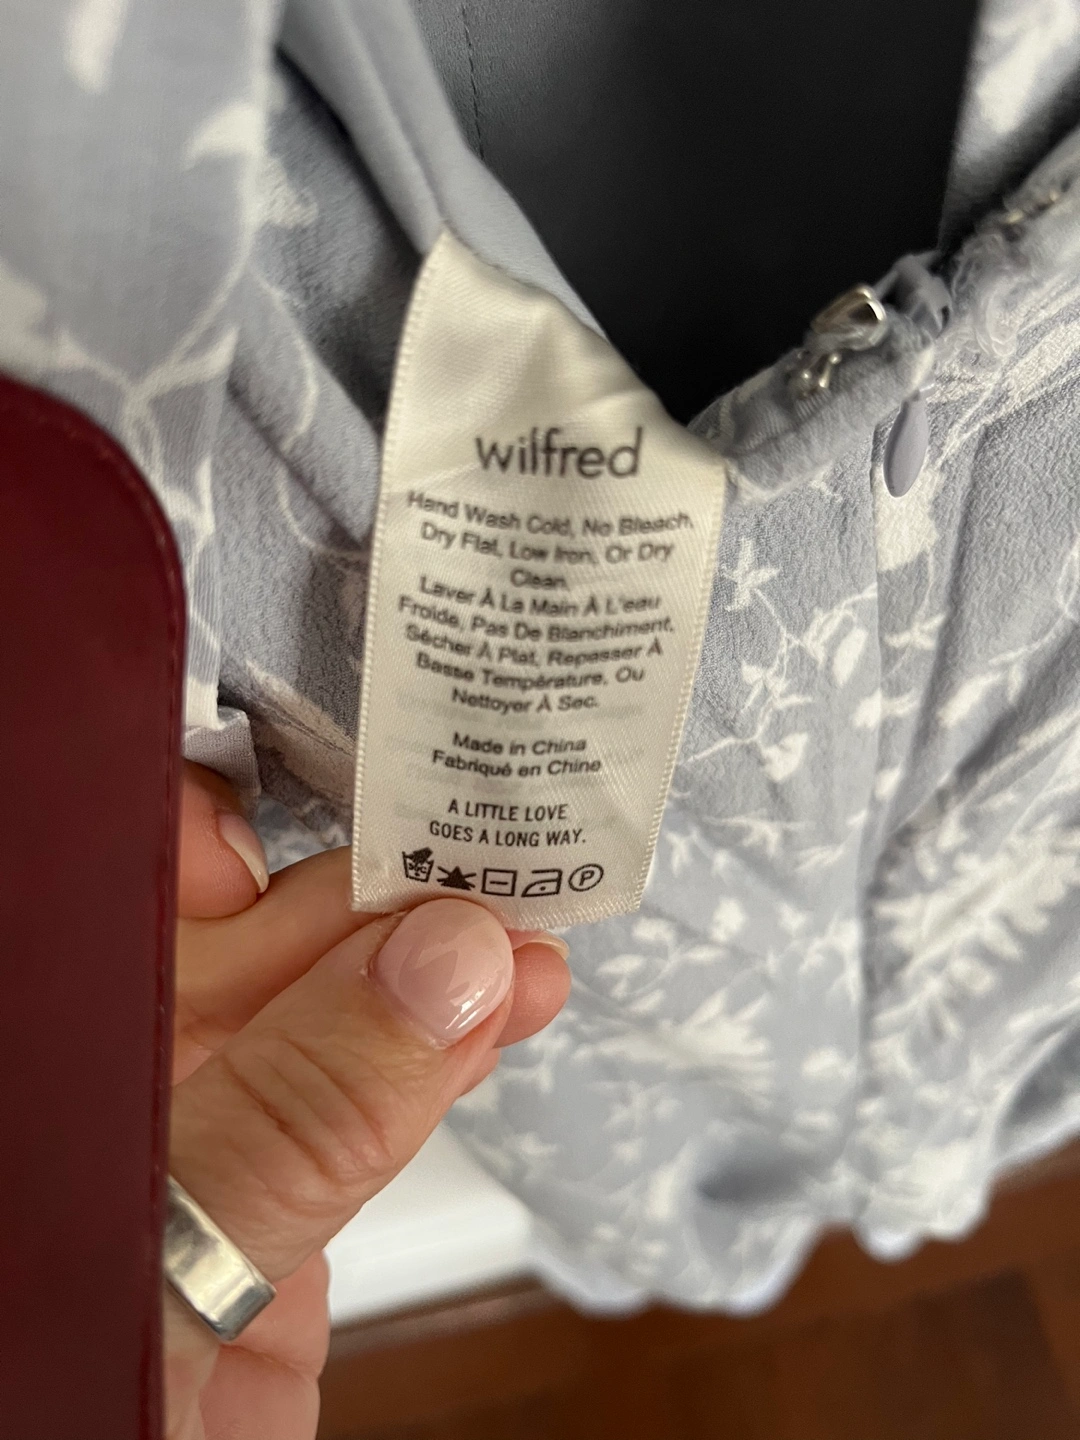 wilfred
Hand Wash Cold, No Bleach,
Dry Flat, Low Iron, Or Dry
Clean.
Laver À La Main À L'eau
Froide, Pas De Blanchiment,
Sécher À Plat, Repasser À
Basse Température, Ou
Nettoyer À Sec.
Made in China
Fabriqué en Chine
A LITTLE LOVE
GOES A LONG WAY.
P